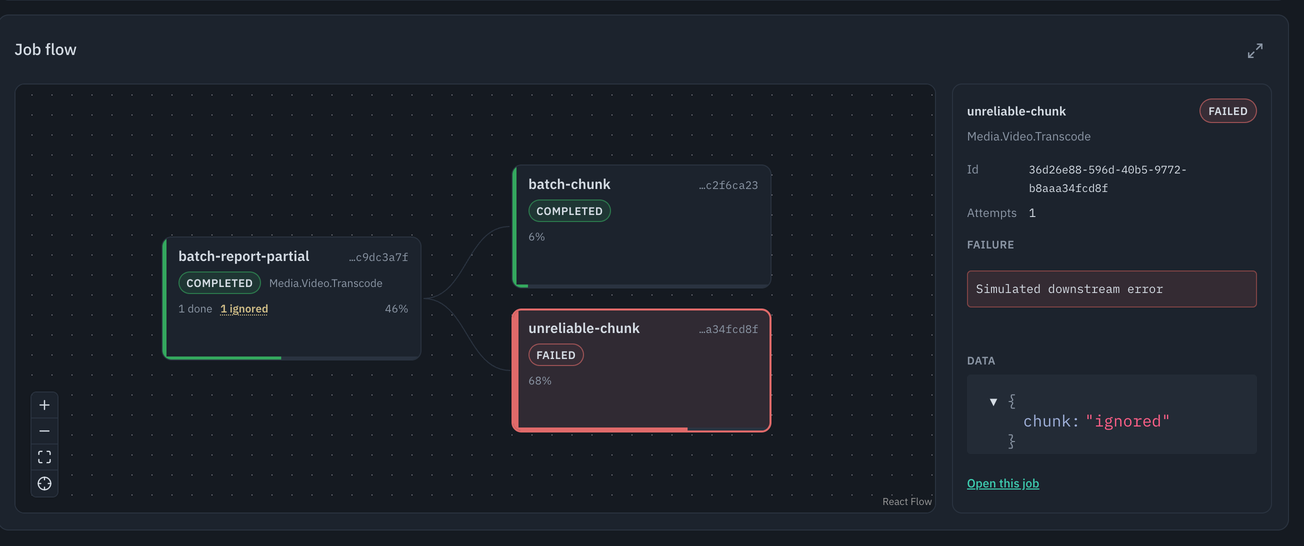 Job flow
batch-report-partial
…c9dc3a7f
COMPLETED
Media.Video.Transcode
1 done
1 ignored
46%
batch-chunk
…c2f6ca23
COMPLETED
6%
unreliable-chunk
…a34fcd8f
FAILED
68%
React Flow
unreliable-chunk
FAILED
Media.Video.Transcode
Id
36d26e88-596d-40b5-9772-
b8aaa34fcd8f
Attempts
1
FAILURE
Simulated downstream error
DATA
{
chunk: "ignored"
}
Open this job